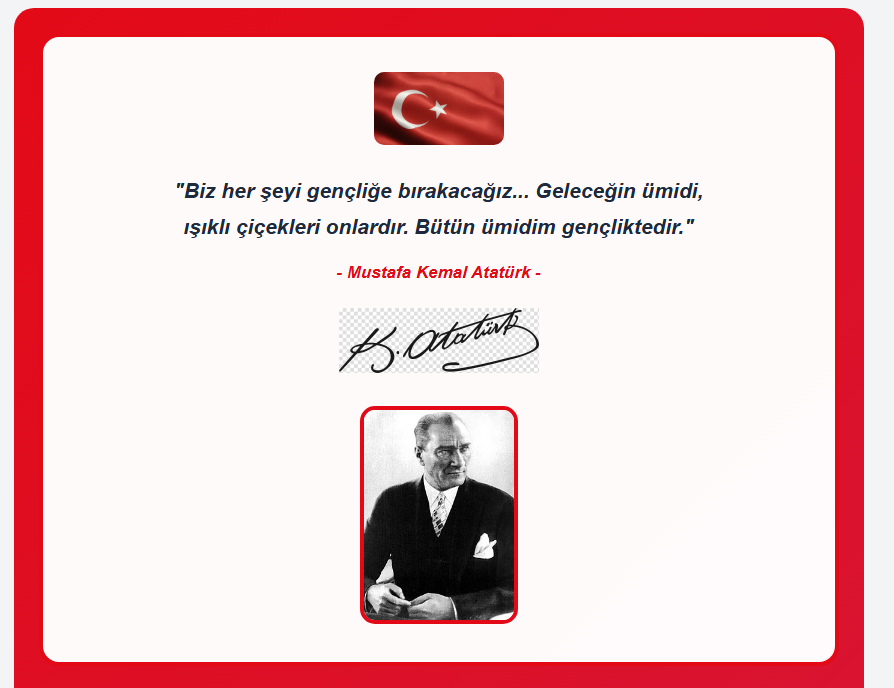 "Biz her şeyi gençliğe bırakacağız... Geleceğin ümidi,
ışıklı çiçekleri onlardır. Bütün ümidim gençliktedir."
- Mustafa Kemal Atatürk -
K. Atatürk